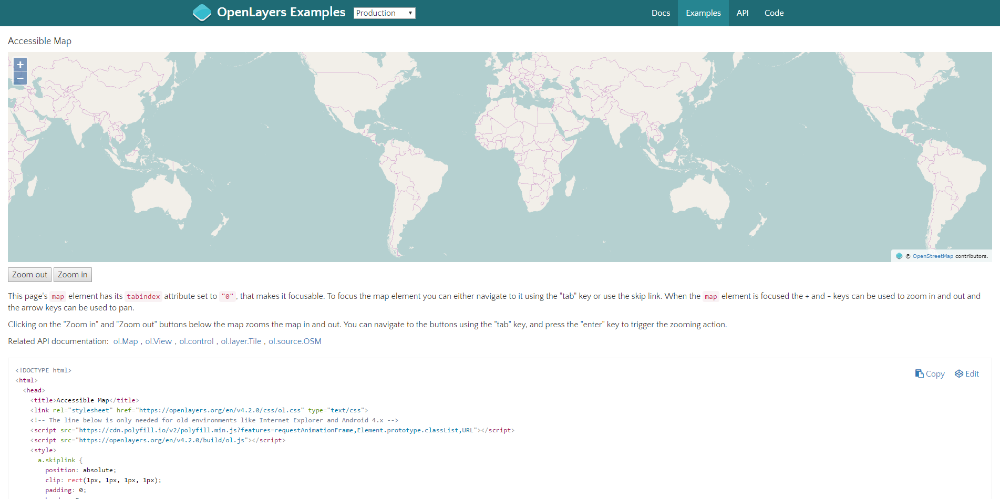 OpenLayers Examples
Production
Docs
Examples
API
Code
Accessible Map
+
−
© OpenStreetMap contributors.
Zoom out
Zoom in
This page's map element has its tabindex attribute set to "0", that makes it focusable. To focus the map element you can either navigate to it using the "tab" key or use the skip link. When the map element is focused the + and - keys can be used to zoom in and out and
the arrow keys can be used to pan.
Clicking on the "Zoom in" and "Zoom out" buttons below the map zooms the map in and out. You can navigate to the buttons using the "tab" key, and press the "enter" key to trigger the zooming action.
Related API documentation: ol.Map , ol.View , ol.control , ol.layer.Tile , ol.source.OSM
Copy
Edit
<!DOCTYPE html>
<html>
<head>
<title>Accessible Map</title>
<link rel="stylesheet" href="https://openlayers.org/en/v4.2.0/css/ol.css" type="text/css">
<!-- The line below is only needed for old environments like Internet Explorer and Android 4.x -->
<script src="https://cdn.polyfill.io/v2/polyfill.min.js?features=requestAnimationFrame,Element.prototype.classList,URL"></script>
<script src="https://openlayers.org/en/v4.2.0/build/ol.js"></script>
<style>
a.skiplink {
position: absolute;
clip: rect(1px, 1px, 1px, 1px);
padding: 0;